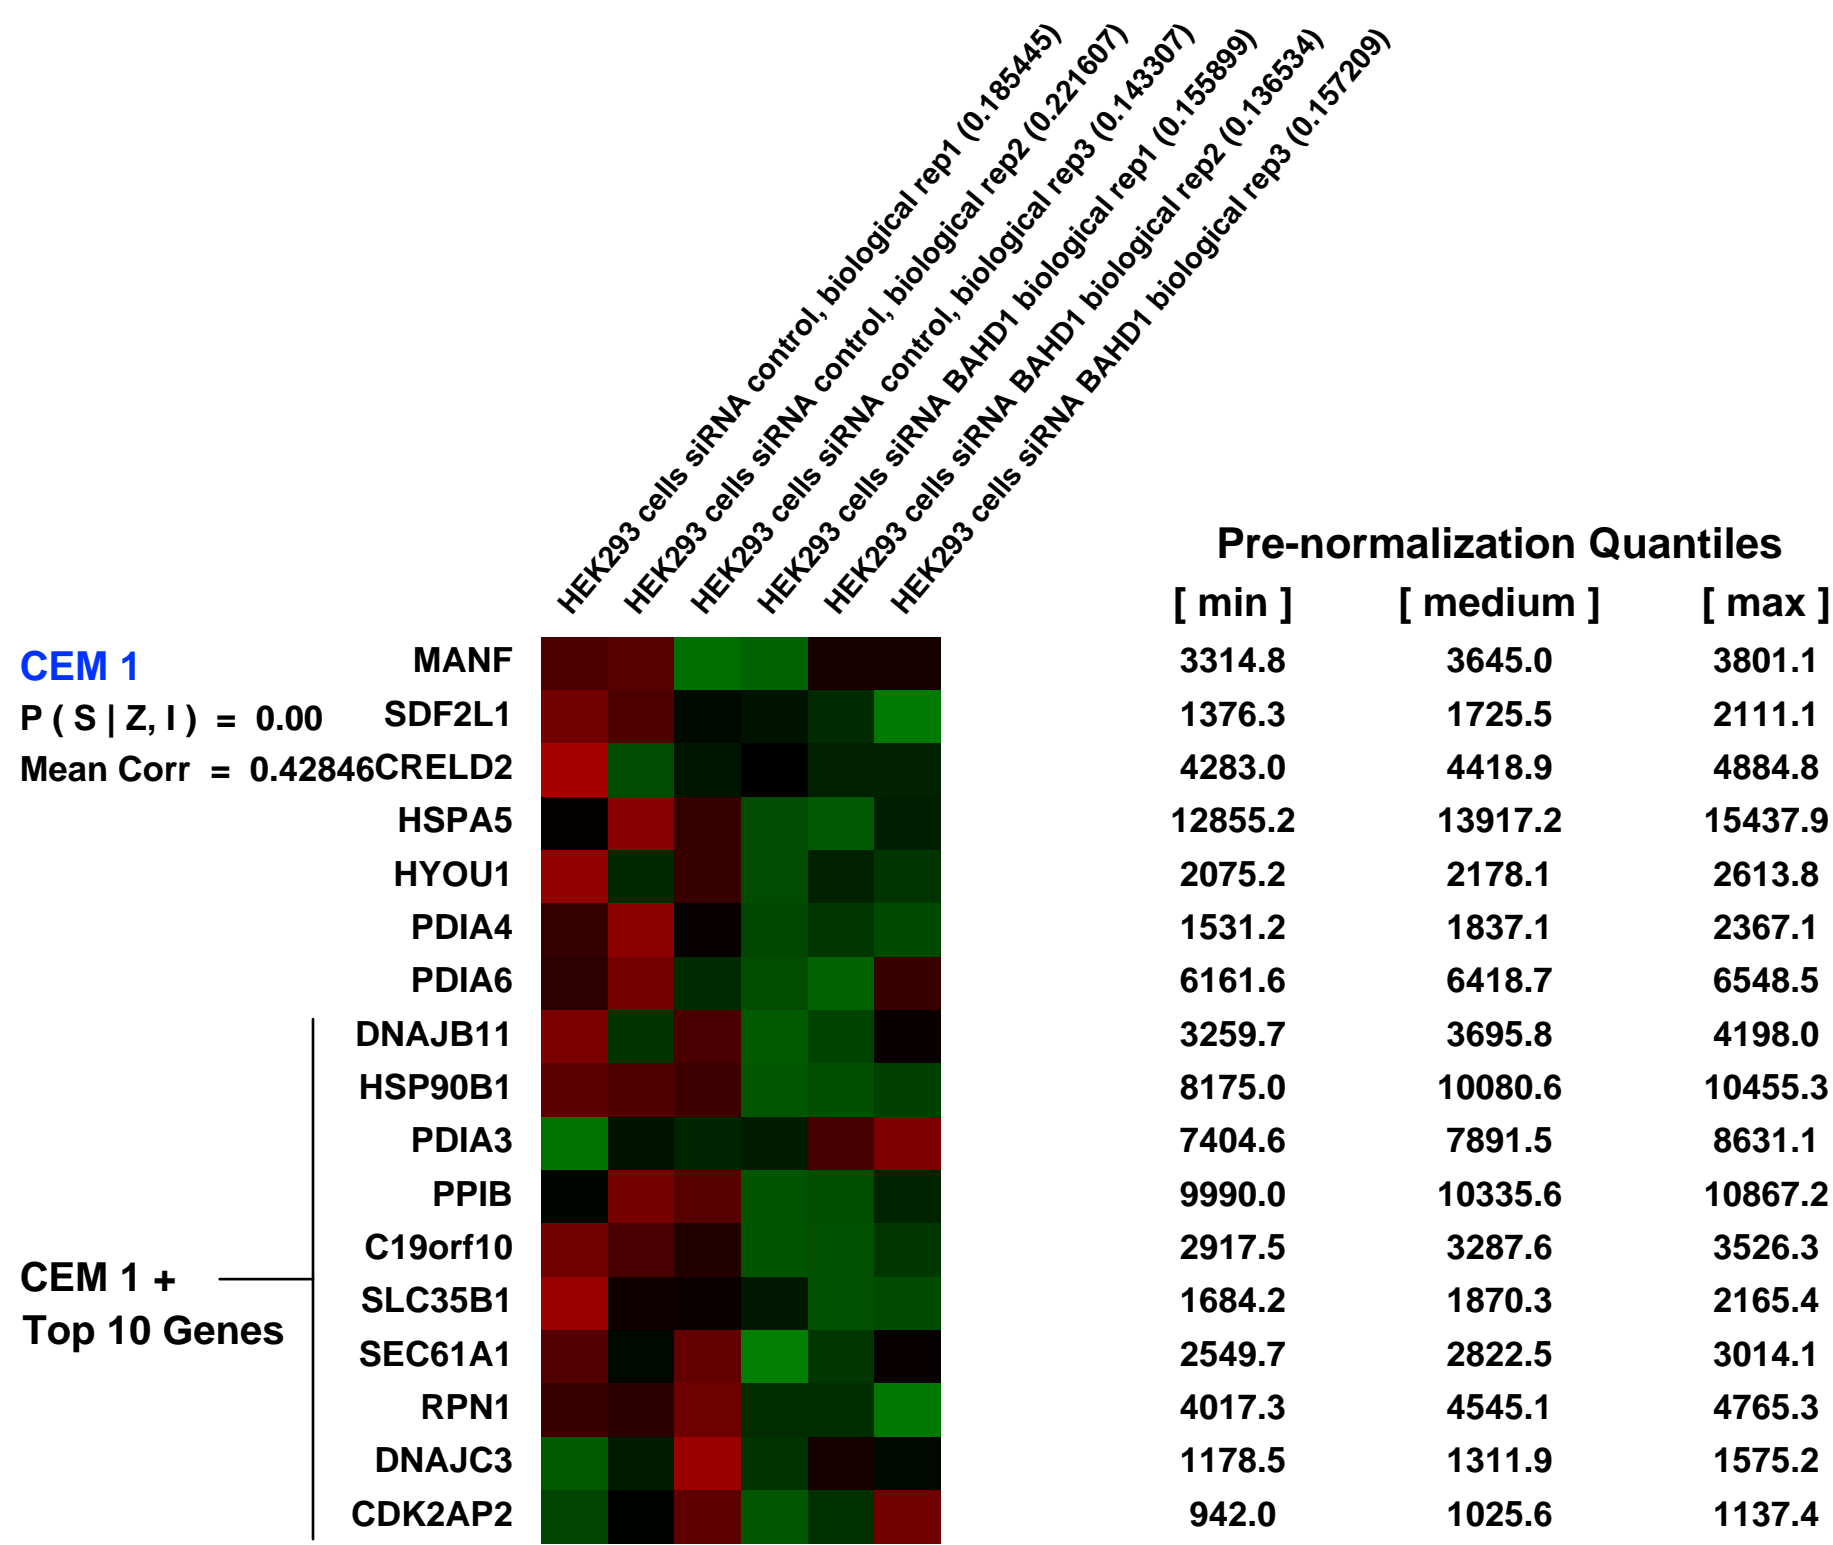 HEK293 cells siRNA control, biological rep1 (0.185445)
HEK293 cells siRNA control, biological rep2 (0.221607)
HEK293 cells siRNA control, biological rep3 (0.143307)
HEK293 cells siRNA BAHD1 biological rep1 (0.155899)
HEK293 cells siRNA BAHD1 biological rep2 (0.136534)
HEK293 cells siRNA BAHD1 biological rep3 (0.157209)
Pre-normalization Quantiles
[ min ] [ medium ] [ max ]
CEM 1 MANF 3314.8 3645.0 3801.1
P ( S | Z, I ) = 0.00 SDF2L1 1376.3 1725.5 2111.1
Mean Corr = 0.42846 CRELD2 4283.0 4418.9 4884.8
HSPA5 12855.2 13917.2 15437.9
HYOU1 2075.2 2178.1 2613.8
PDIA4 1531.2 1837.1 2367.1
PDIA6 6161.6 6418.7 6548.5
DNAJB11 3259.7 3695.8 4198.0
HSP90B1 8175.0 10080.6 10455.3
PDIA3 7404.6 7891.5 8631.1
PPIB 9990.0 10335.6 10867.2
C19orf10 2917.5 3287.6 3526.3
CEM 1 +
SLC35B1 1684.2 1870.3 2165.4
Top 10 Genes
SEC61A1 2549.7 2822.5 3014.1
RPN1 4017.3 4545.1 4765.3
DNAJC3 1178.5 1311.9 1575.2
CDK2AP2 942.0 1025.6 1137.4